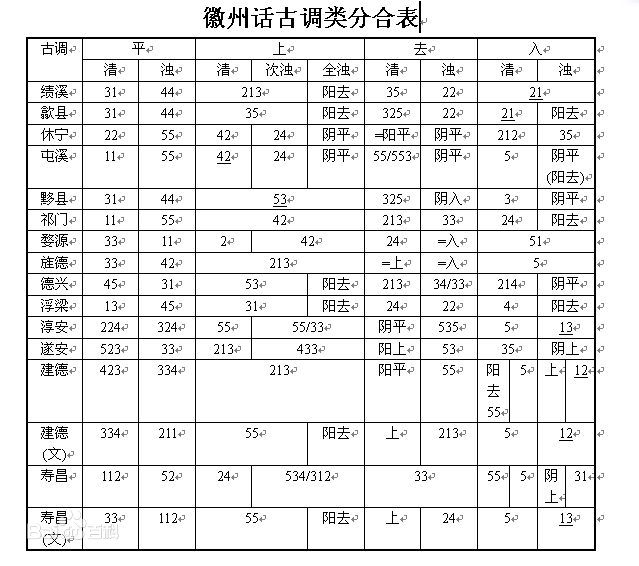 徽州话古调类分合表
古调 平 上 去 入
清 浊 清 次浊 全浊 清 浊 清 浊
绩溪 31 44 213 阳去 35 22 21
歙县 31 44 35 阳去 325 22 21 阳去
休宁 22 55 42 24 阴平 =阳平 阴平 212 35
屯溪 11 55 42 24 阴平 55/553 阴平 5 阴平
(阳去)
黟县 31 44 53 325 阴入 3 阴平
祁门 11 55 42 213 33 24 阳去
婺源 33 11 2 42 24 =入 51
旌德 33 42 213 =上 =入 5
德兴 45 31 53 阳去 213 34/33 214 阴平
浮梁 13 45 31 阳去 24 22 4 阳去
淳安 224 324 55 55/33 阴平 535 5 13
遂安 523 33 213 433 阳上 53 35 阴上
建德 423 334 213 阳平 55 阳 5 上 12
去
55
建德 334 211 55 阳去 上 213 5 12
(文)
寿昌 112 52 24 534/312 33 55 5 阴 31
上
寿昌 33 112 55 阳去 上 24 5 13
(文)
Baidu百科